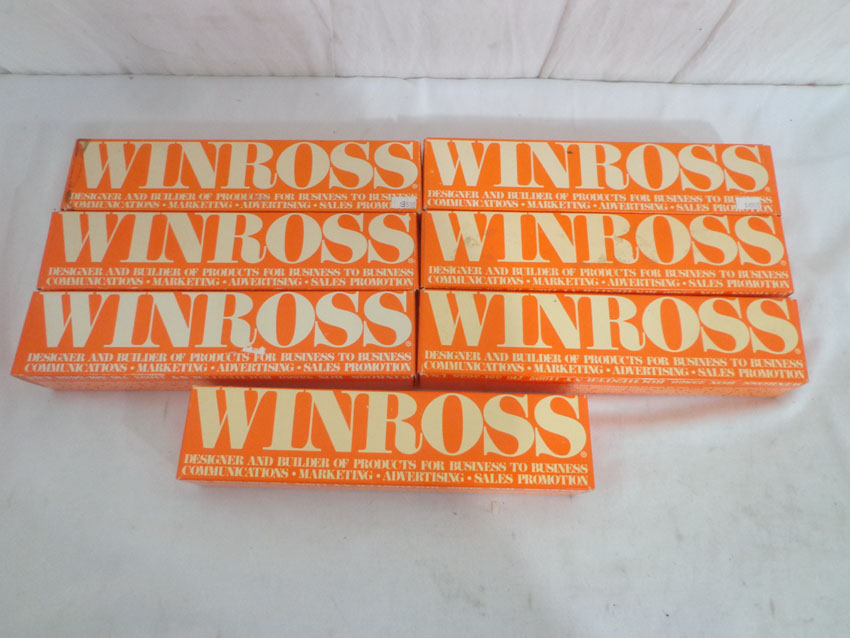 WINROSS®
DESIGNER AND BUILDER OF PRODUCTS FOR BUSINESS TO BUSINESS
COMMUNICATIONS • MARKETING • ADVERTISING • SALES PROMO
WINROSS®
DESIGNER AND BUILDER OF PRODUCTS FOR BUSINESS TO BUSINESS
COMMUNICATIONS • MARKETING • ADVERTISING • SALES PROMOTION
WINROSS®
DESIGNER AND BUILDER OF PRODUCTS FOR BUSINESS TO BUSINESS
COMMUNICATIONS • MARKETING • ADVERTISING • SALES PROMOTION
WINROSS®
DESIGNER AND BUILDER OF PRODUCTS FOR BUSINESS TO BUSINESS
COMMUNICATIONS • MARKETING • ADVERTISING • SALES PROMOTION
WINROSS®
DESIGNER AND BUILDER OF PRODUCTS FOR BUSINESS TO BUSINESS
COMMUNICATIONS • MARKETING • ADVERTISING • SALES PROMOTION
WINROSS®
DESIGNER AND BUILDER OF PRODUCTS FOR BUSINESS TO BUSINESS
COMMUNICATIONS • MARKETING • ADVERTISING • SALES PROMOTION
WINROSS®
DESIGNER AND BUILDER OF PRODUCTS FOR BUSINESS TO BUSINESS
COMMUNICATIONS • MARKETING • ADVERTISING • SALES PROMOTION